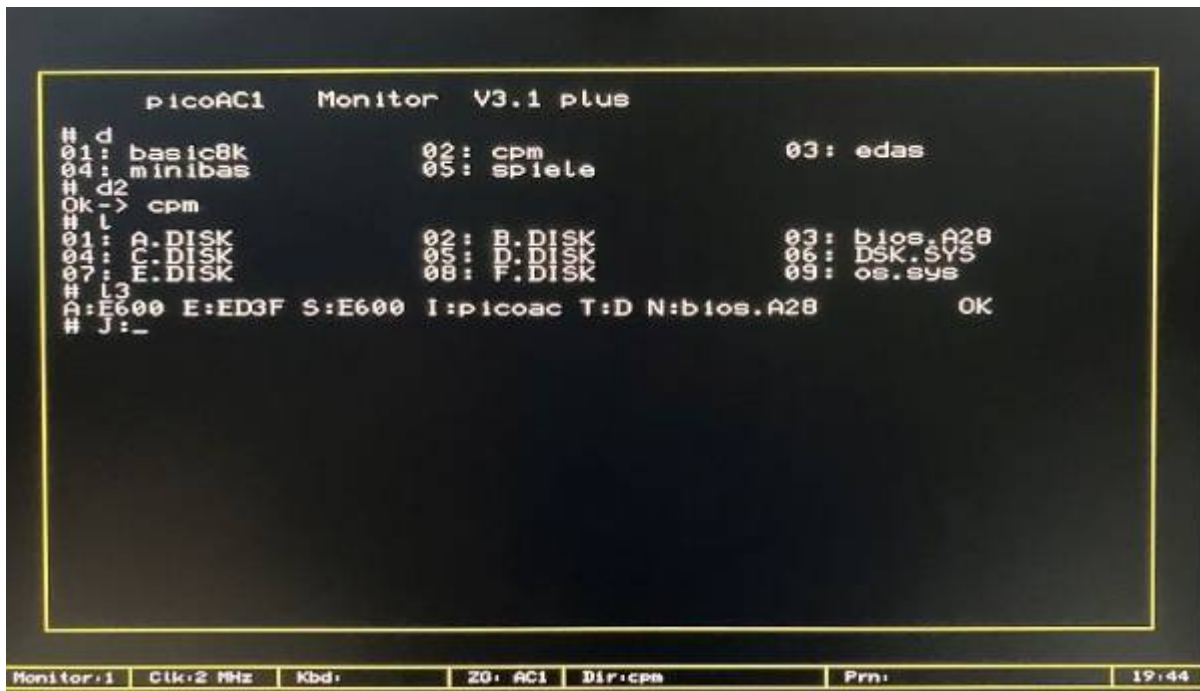 picoAC1 Monitor V3.1 plus
# d
01: basic8k 02: cpm 03: edas
04: minibas 05: spiele
# d2
Ok-> cpm
# l
01: A.DISK 02: B.DISK 03: bios.A28
04: C.DISK 05: D.DISK 06: DSK.SYS
07: E.DISK 08: F.DISK 09: os.sys
# l3
A:E600 E:ED3F S:E600 I:picoac T:D N:bios.A28 OK
# J:_
Monitor:1 Clk:2 MHz Kbd: ZG: AC1 Dir:cpm Prn: 19:44